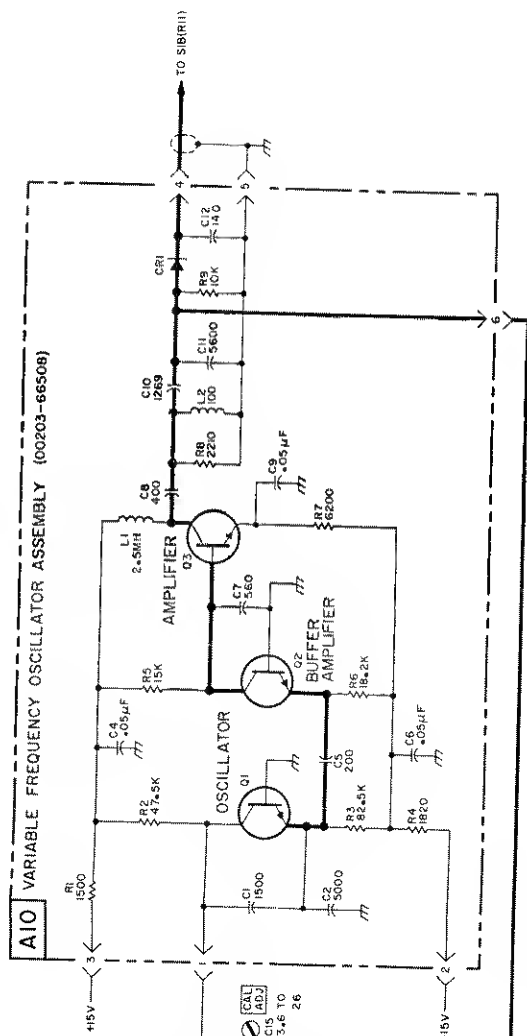 A10 VARIABLE FREQUENCY OSCILLATOR ASSEMBLY (00203-66508)
+15V
3
R1
1500
R2
47.5K
C4
.05µF
R5
15K
L1
2.5MH
AMPLIFIER
Q3
C8
400
R8
2210
L2
100
C10
1269
C11
5600
R9
10K
CR1
C12
140
4
5
TO S1B(R11)
1
C1
1500
C2
5000
OSCILLATOR
Q1
C7
560
Q2
BUFFER
AMPLIFIER
C5
200
C9
.05µF
R7
6200
R3
82.5K
R6
18.2K
R4
1820
C6
.05µF
2
15V
6
CAL
ADJ
C15
3.6 TO
26